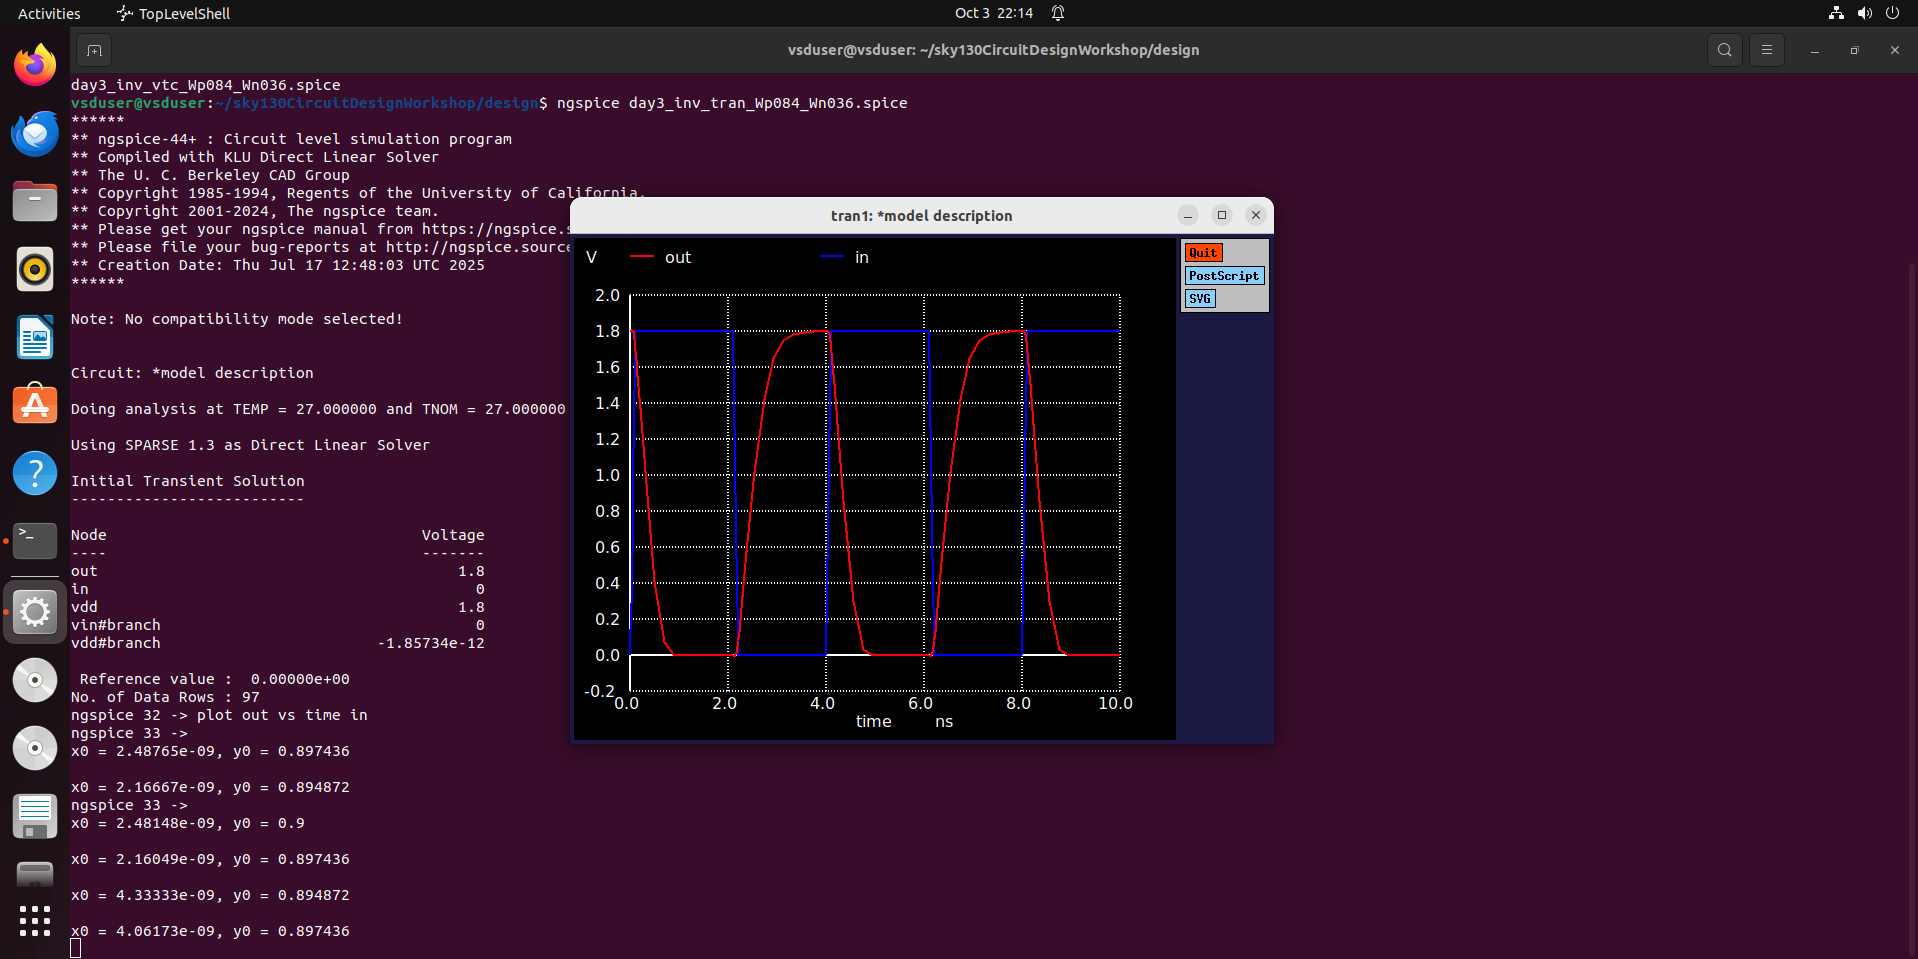 Activities
TopLevelShell
Oct 3 22:14
vsduser@vsduser: ~/sky130CircuitDesignWorkshop/design
day3_inv_vtc_Wp084_Wn036.spice
vsduser@vsduser:~/sky130CircuitDesignWorkshop/design$ ngspice day3_inv_tran_Wp084_Wn036.spice
******
** ngspice-44+ : Circuit level simulation program
** Compiled with KLU Direct Linear Solver
** The U. C. Berkeley CAD Group
** Copyright 1985-1994, Regents of the University of California.
** Copyright 2001-2024, The ngspice team.
** Please get your ngspice manual from https://ngspice.s
** Please file your bug-reports at http://ngspice.source
** Creation Date: Thu Jul 17 12:48:03 UTC 2025
******
Note: No compatibility mode selected!
Circuit: *model description
Doing analysis at TEMP = 27.000000 and TNOM = 27.000000
Using SPARSE 1.3 as Direct Linear Solver
Initial Transient Solution
--------------------------
Node Voltage
---- -------
out 1.8
in 0
vdd 1.8
vin#branch 0
vdd#branch -1.85734e-12
Reference value : 0.00000e+00
No. of Data Rows : 97
ngspice 32 -> plot out vs time in
ngspice 33 ->
x0 = 2.48765e-09, y0 = 0.897436
x0 = 2.16667e-09, y0 = 0.894872
ngspice 33 ->
x0 = 2.48148e-09, y0 = 0.9
x0 = 2.16049e-09, y0 = 0.897436
x0 = 4.33333e-09, y0 = 0.894872
x0 = 4.06173e-09, y0 = 0.897436
tran1: *model description
V out in
Quit
PostScript
SVG
2.0
1.8
1.6
1.4
1.2
1.0
0.8
0.6
0.4
0.2
0.0
-0.2
0.0 2.0 4.0 6.0 8.0 10.0
time ns